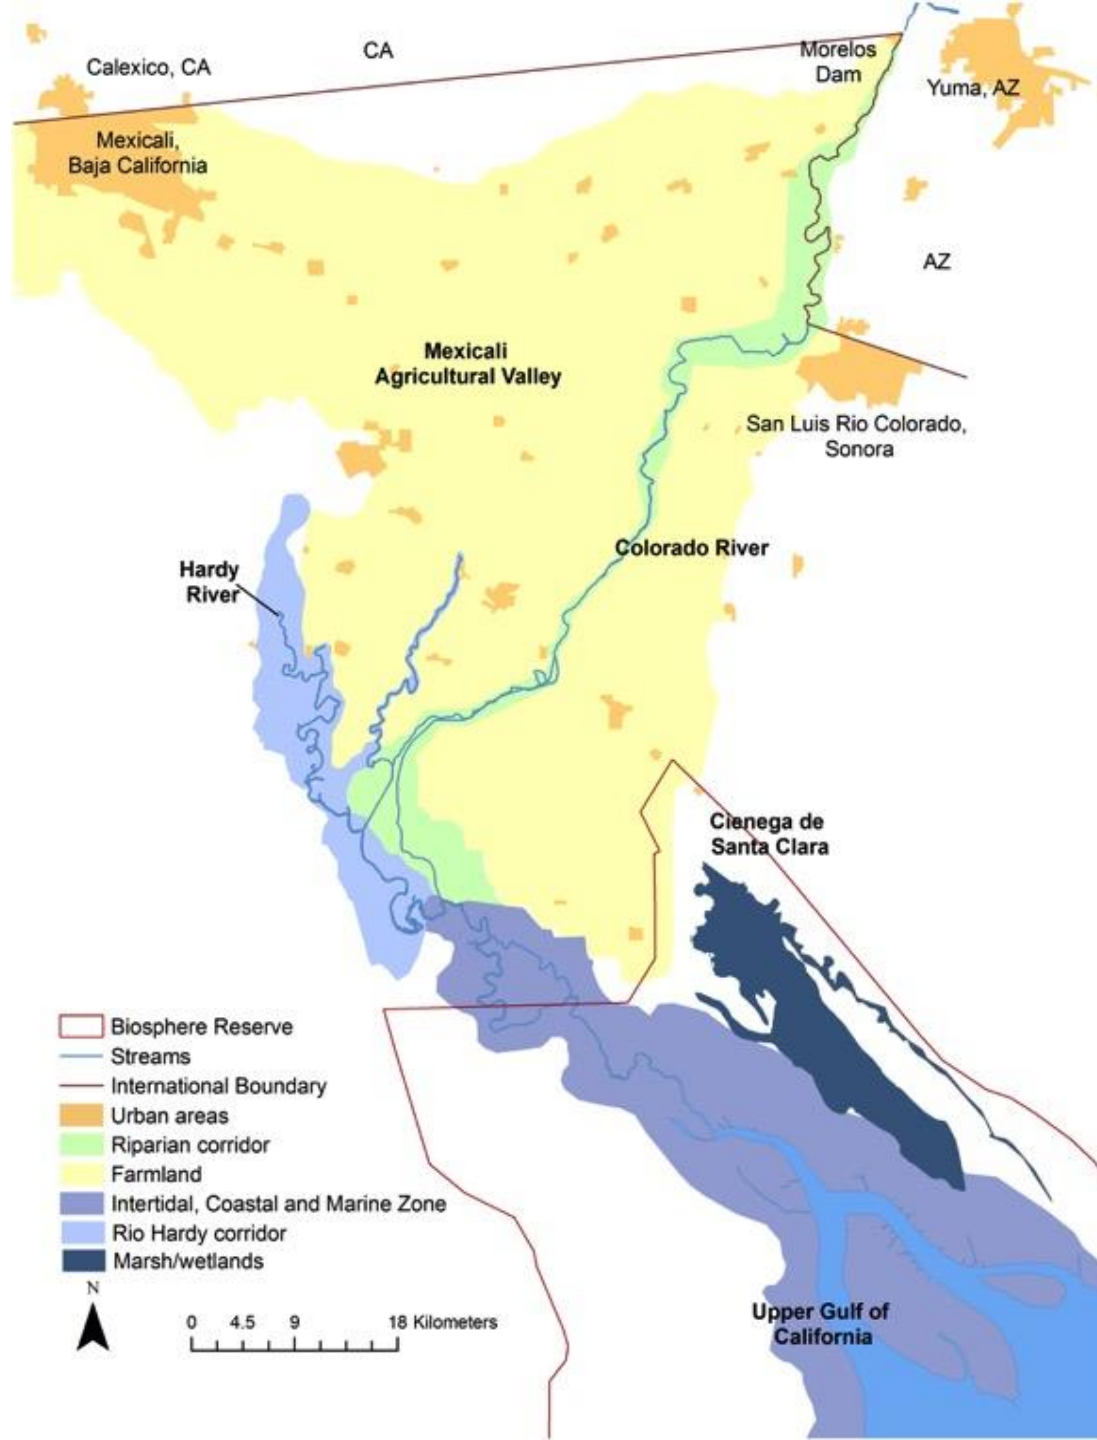 CA
Calexico, CA
Morelos
Dam
Yuma, AZ
Mexicali,
Baja California
AZ
Mexicali
Agricultural Valley
San Luis Rio Colorado,
Sonora
Colorado River
Hardy
River
Cienega de
Santa Clara
Biosphere Reserve
Streams
International Boundary
Urban areas
Riparian corridor
Farmland
Intertidal, Coastal and Marine Zone
Rio Hardy corridor
Marsh/wetlands
N
0 4.5 9 18 Kilometers
Upper Gulf of
California